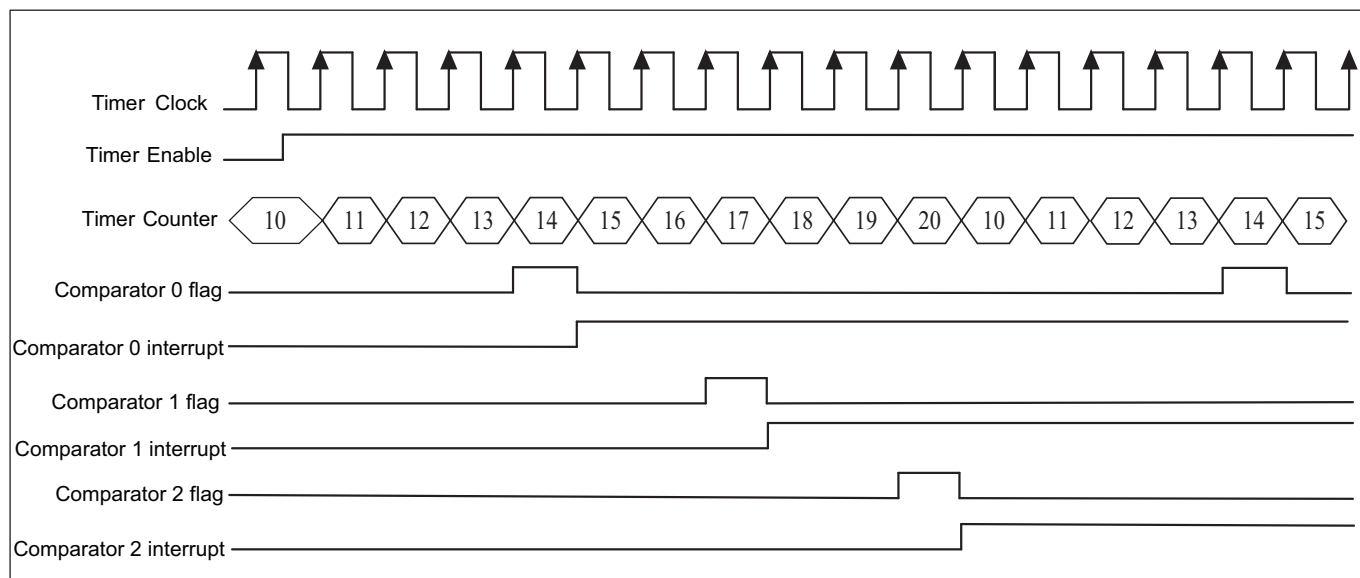 Timer Clock
Timer Enable
Timer Counter 10 11 12 13 14 15 16 17 18 19 20 10 11 12 13 14 15
Comparator 0 flag
Comparator 0 interrupt
Comparator 1 flag
Comparator 1 interrupt
Comparator 2 flag
Comparator 2 interrupt